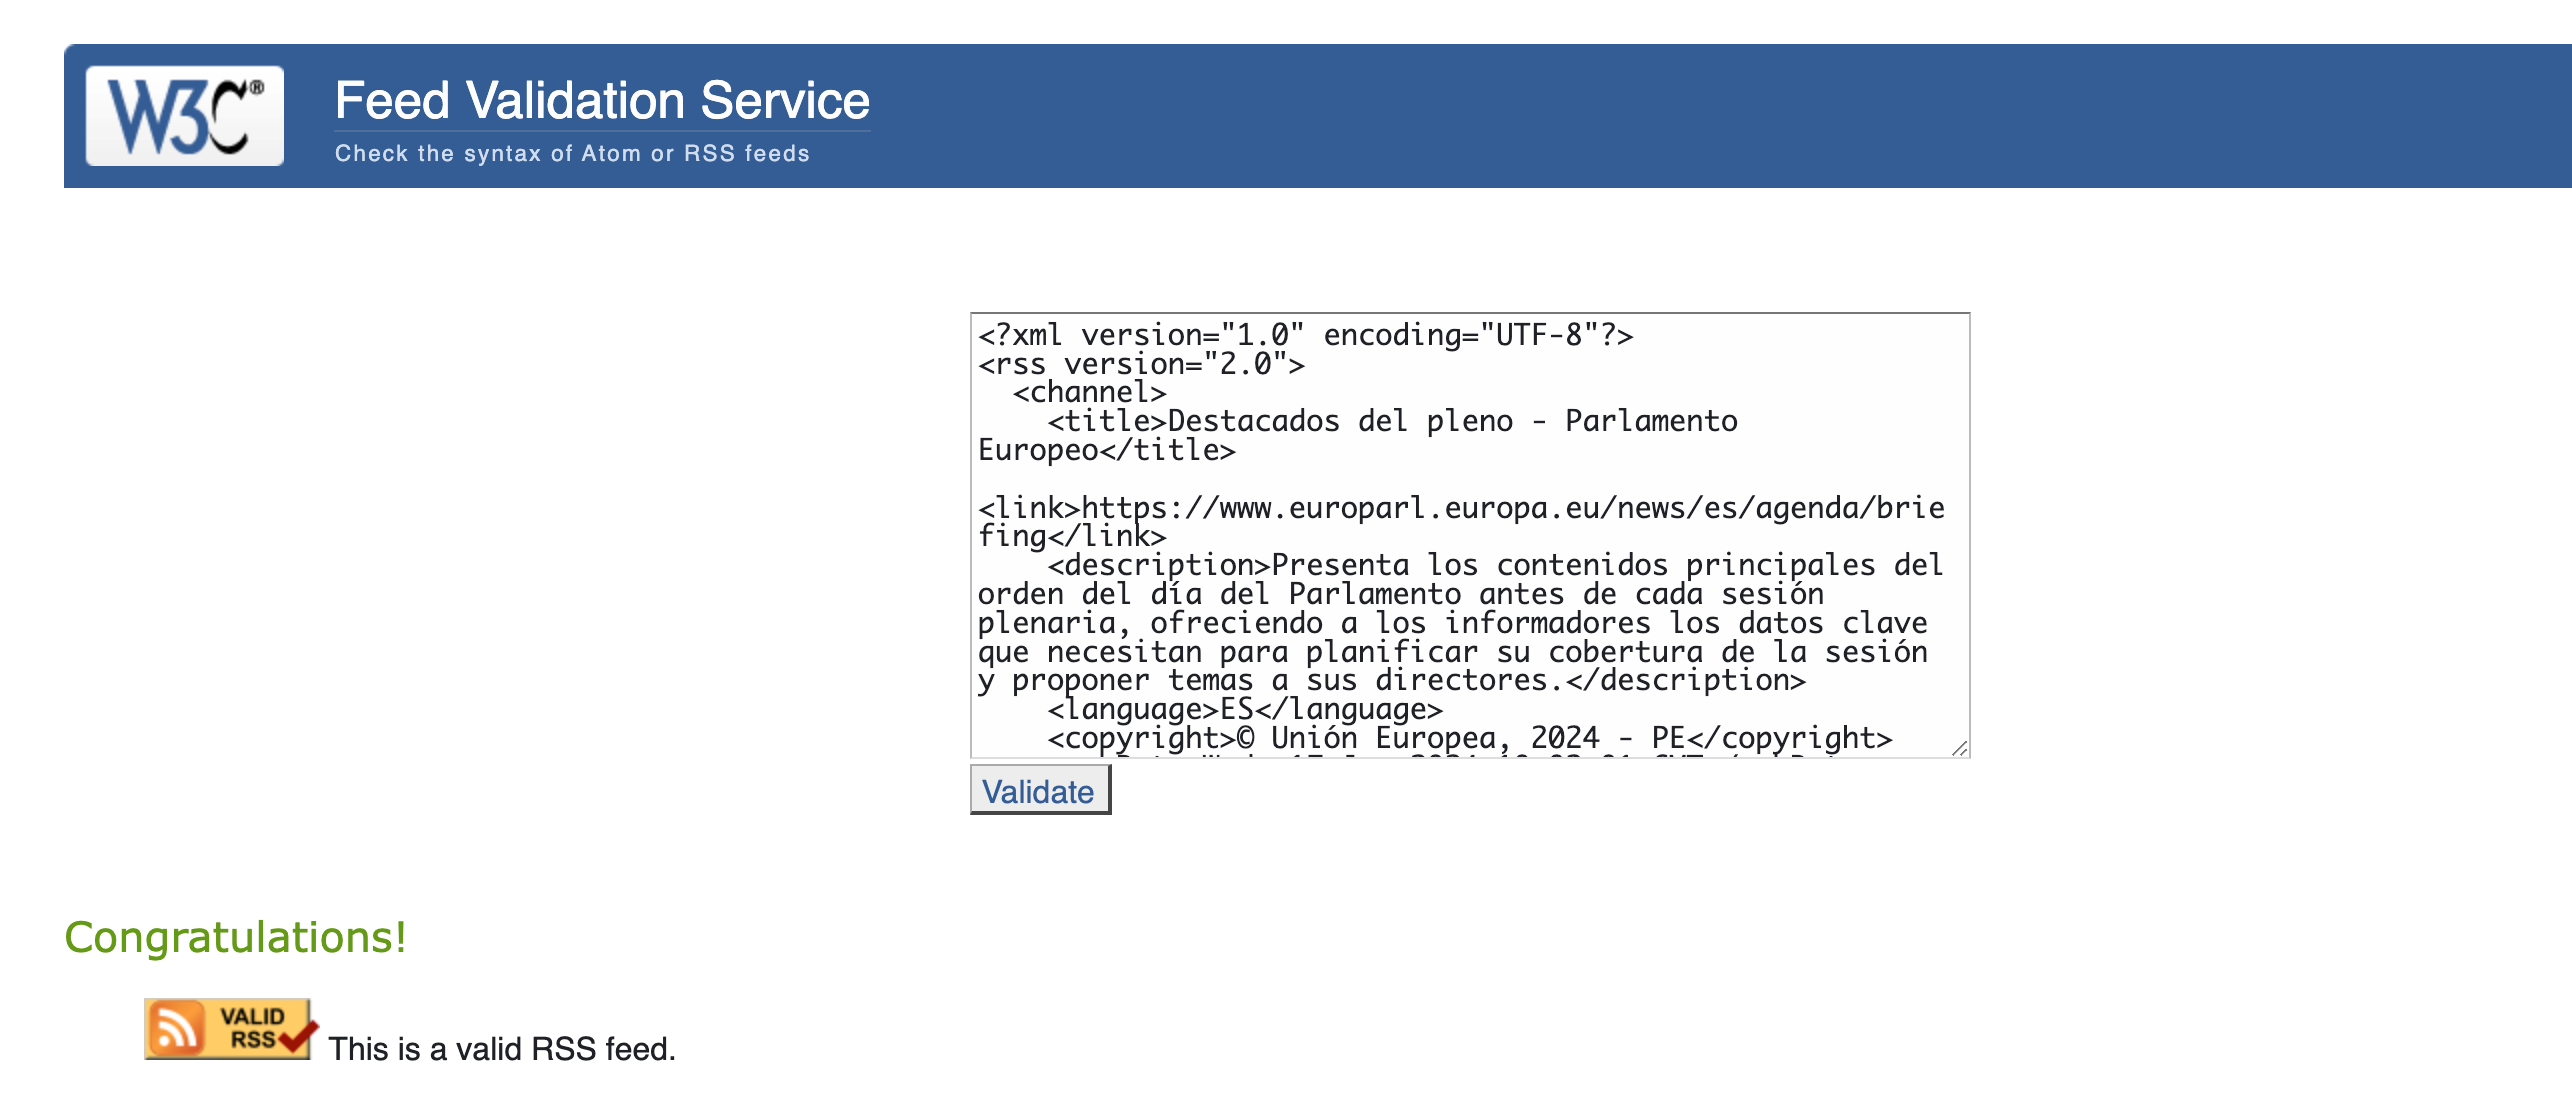 W3C®
Feed Validation Service
Check the syntax of Atom or RSS feeds
<?xml version="1.0" encoding="UTF-8"?>
<rss version="2.0">
<channel>
<title>Destacados del pleno - Parlamento
Europeo</title>
<link>https://www.europarl.europa.eu/news/es/agenda/brie
fing</link>
<description>Presenta los contenidos principales del
orden del día del Parlamento antes de cada sesión
plenaria, ofreciendo a los informadores los datos clave
que necesitan para planificar su cobertura de la sesión
y proponer temas a sus directores.</description>
<language>ES</language>
<copyright>© Unión Europea, 2024 - PE</copyright>
Validate
Congratulations!
VALID
RSS
This is a valid RSS feed.